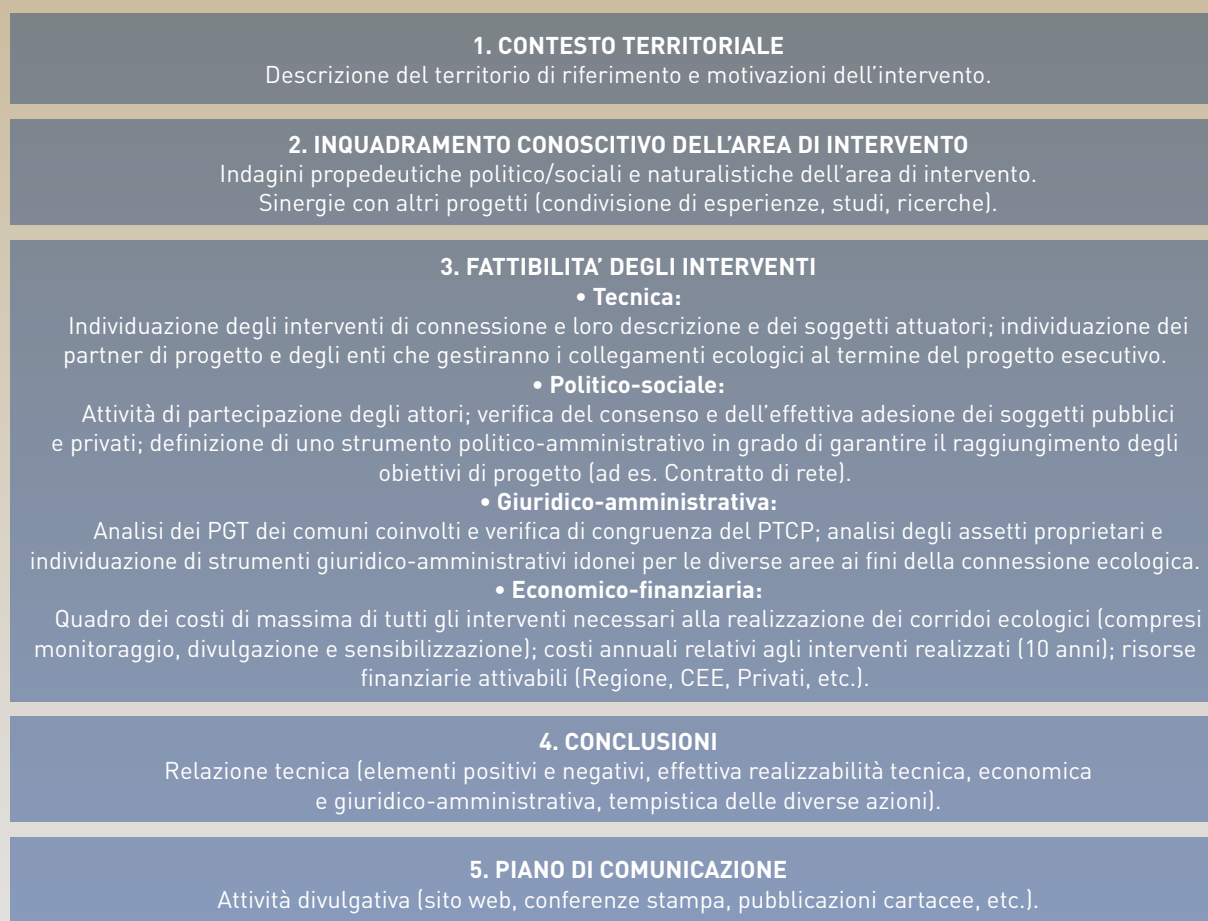 1. CONTESTO TERRITORIALE
Descrizione del territorio di riferimento e motivazioni dell'intervento.
2. INQUADRAMENTO CONOSCITIVO DELL'AREA DI INTERVENTO
Indagini propedeutiche politico/sociali e naturalistiche dell'area di intervento.
Sinergie con altri progetti (condivisione di esperienze, studi, ricerche).
3. FATTIBILITA' DEGLI INTERVENTI
• Tecnica:
Individuazione degli interventi di connessione e loro descrizione e dei soggetti attuatori; individuazione dei
partner di progetto e degli enti che gestiranno i collegamenti ecologici al termine del progetto esecutivo.
• Politico-sociale:
Attività di partecipazione degli attori; verifica del consenso e dell'effettiva adesione dei soggetti pubblici
e privati; definizione di uno strumento politico-amministrativo in grado di garantire il raggiungimento degli
obiettivi di progetto (ad es. Contratto di rete).
• Giuridico-amministrativa:
Analisi dei PGT dei comuni coinvolti e verifica di congruenza del PTCP; analisi degli assetti proprietari e
individuazione di strumenti giuridico-amministrativi idonei per le diverse aree ai fini della connessione ecologica.
• Economico-finanziaria:
Quadro dei costi di massima di tutti gli interventi necessari alla realizzazione dei corridoi ecologici (compresi
monitoraggio, divulgazione e sensibilizzazione); costi annuali relativi agli interventi realizzati (10 anni); risorse
finanziarie attivabili (Regione, CEE, Privati, etc.).
4. CONCLUSIONI
Relazione tecnica (elementi positivi e negativi, effettiva realizzabilità tecnica, economica
e giuridico-amministrativa, tempistica delle diverse azioni).
5. PIANO DI COMUNICAZIONE
Attività divulgativa (sito web, conferenze stampa, pubblicazioni cartacee, etc.).